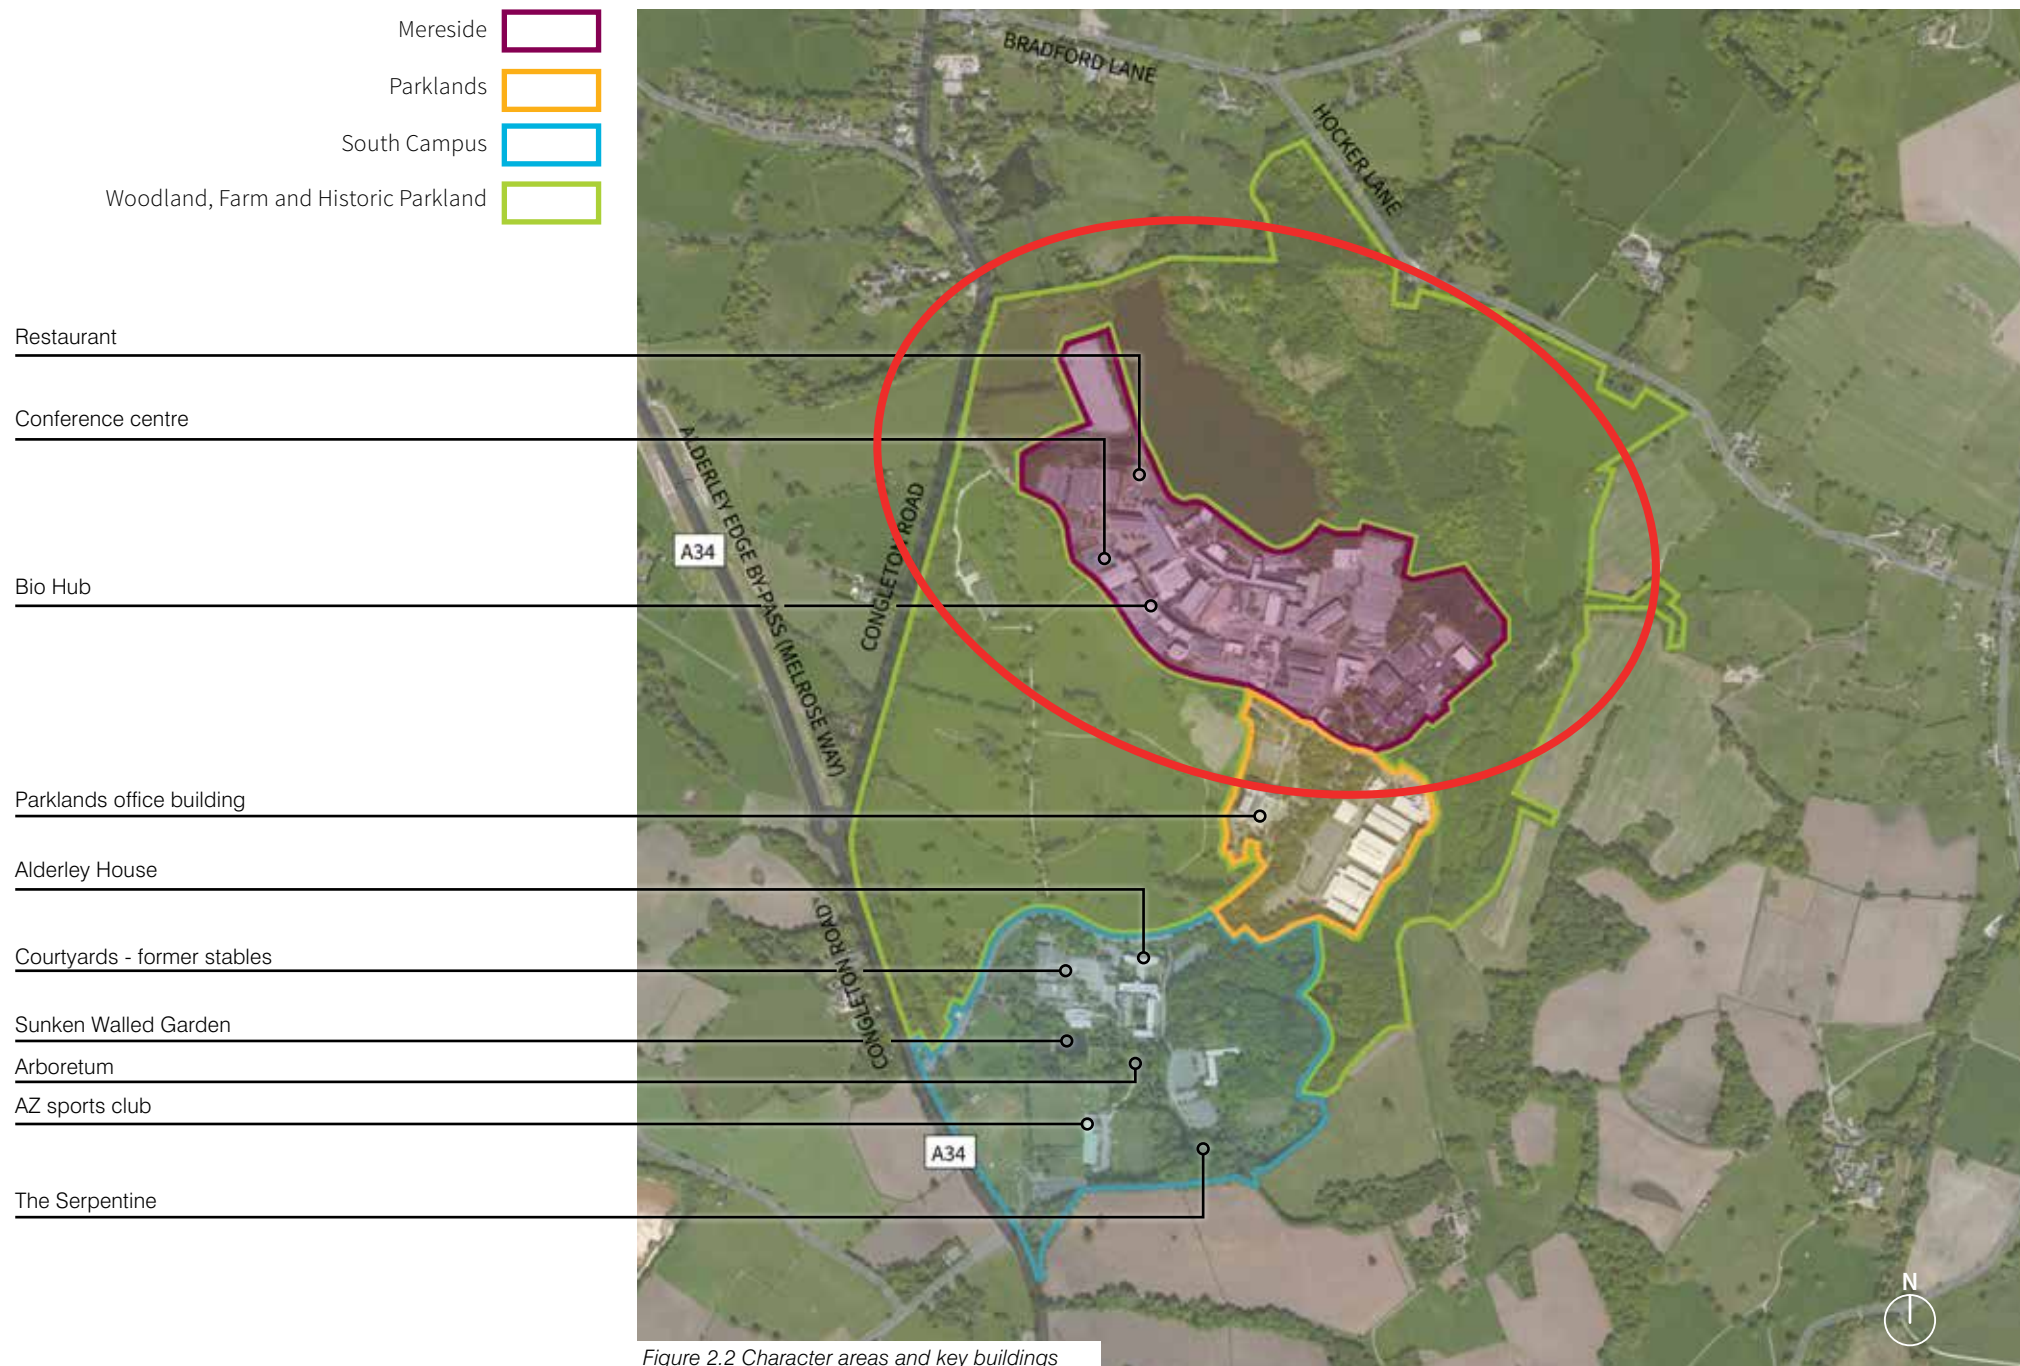 Mereside
Parklands
South Campus
Woodland, Farm and Historic Parkland
Restaurant
Conference centre
Bio Hub
Parklands office building
Alderley House
Courtyards - former stables
Sunken Walled Garden
Arboretum
AZ sports club
The Serpentine
BRADFORD LANE
HOCKER LANE
ALDERLEY EDGE BY-PASS (MELROSE WAY)
A34
CONGLETON ROAD
CONGLETON ROAD
A34
N
Figure 2.2 Character areas and key buildings